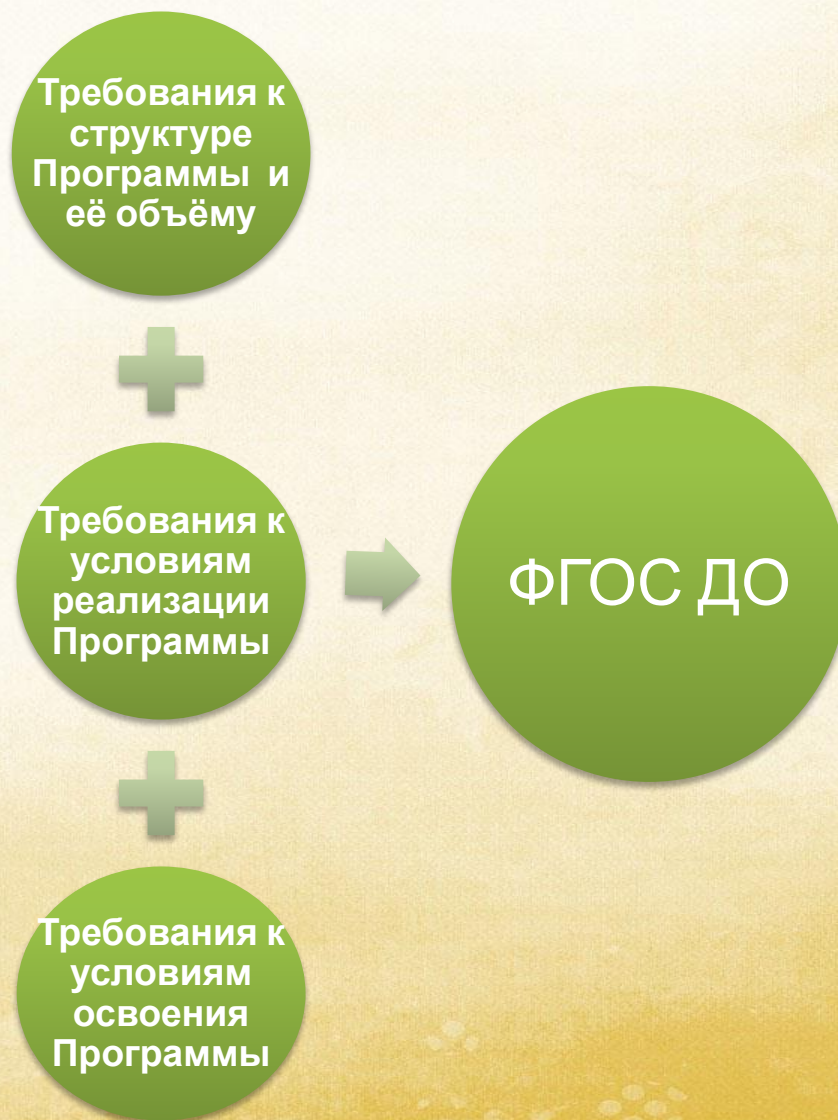 Требования к
структуре
Программы и
её объёму
Требования к
условиям
реализации
Программы
Требования к
условиям
освоения
Программы
ФГОС ДО